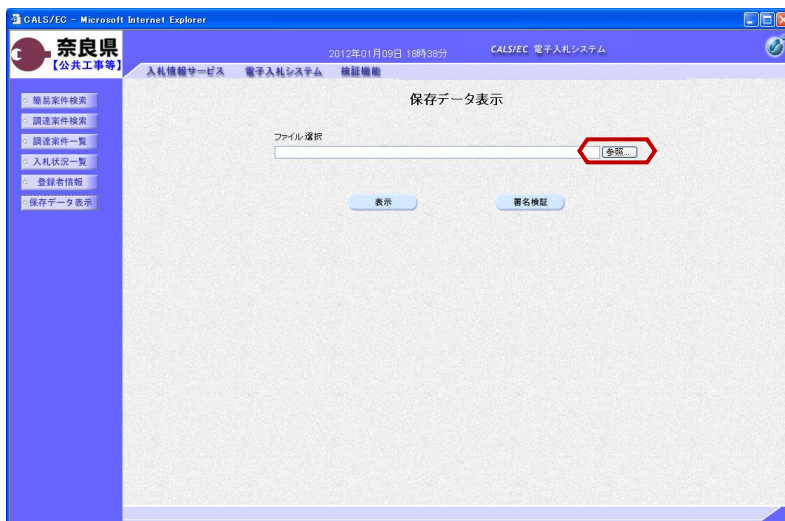 CALS/EC - Microsoft Internet Explorer
奈良県
【公共工事等】
2012年01月09日 18時38分
CALS/EC 電子入札システム
入札情報サービス 電子入札システム 検証機能
簡易案件検索
調達案件検索
調達案件一覧
入札状況一覧
登録者情報
保存データ表示
保存データ表示
ファイル選択
参照...
表示 署名検証